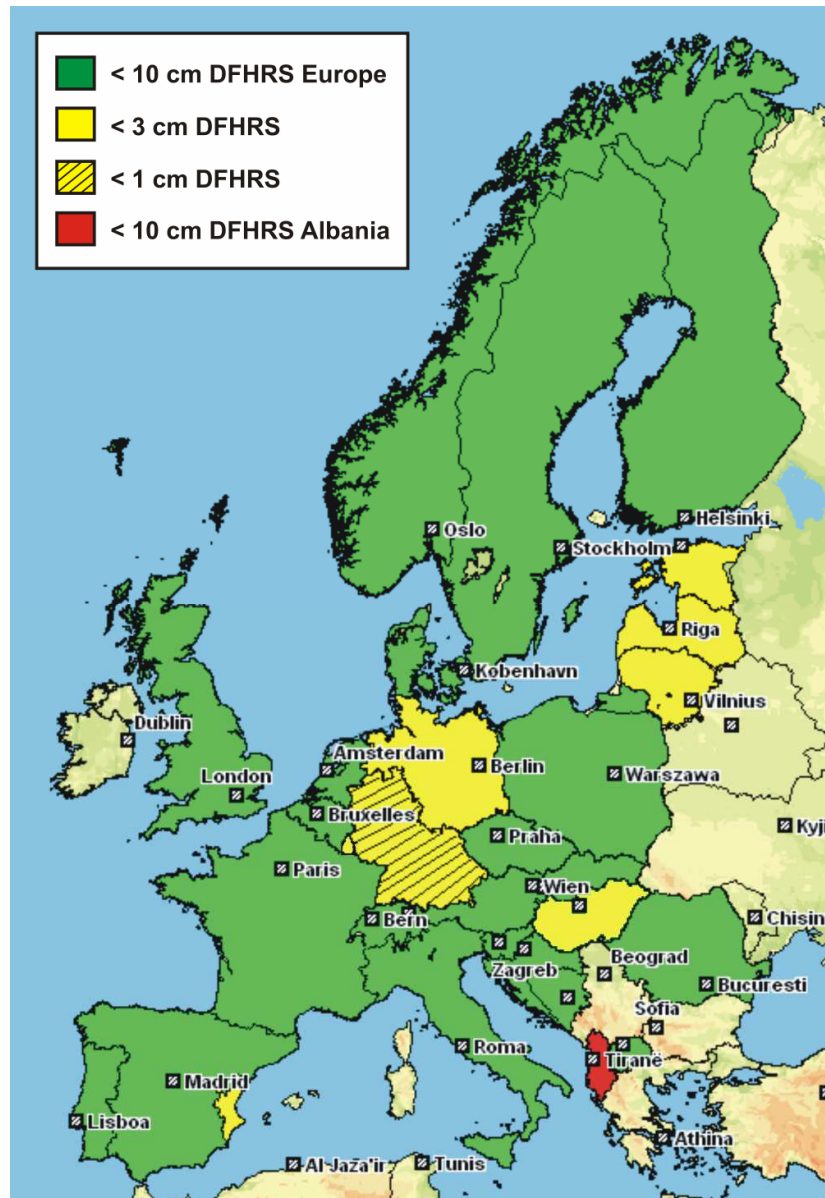 < 10 cm DFHRS Europe
< 3 cm DFHRS
< 1 cm DFHRS
< 10 cm DFHRS Albania
Oslo
Helsinki
Stockholm
Riga
Kobenhavn
Vilnius
Dublin
Amsterdam
Berlin
Warszawa
London
Bruxelles
Kyji
Praha
Paris
Wien
Bern
Chisin
Zagreb
Beograd
Bucuresti
Sofia
Roma
Tiranë
Madrid
Lisboa
Athina
Al Jaza'ir
Tunis